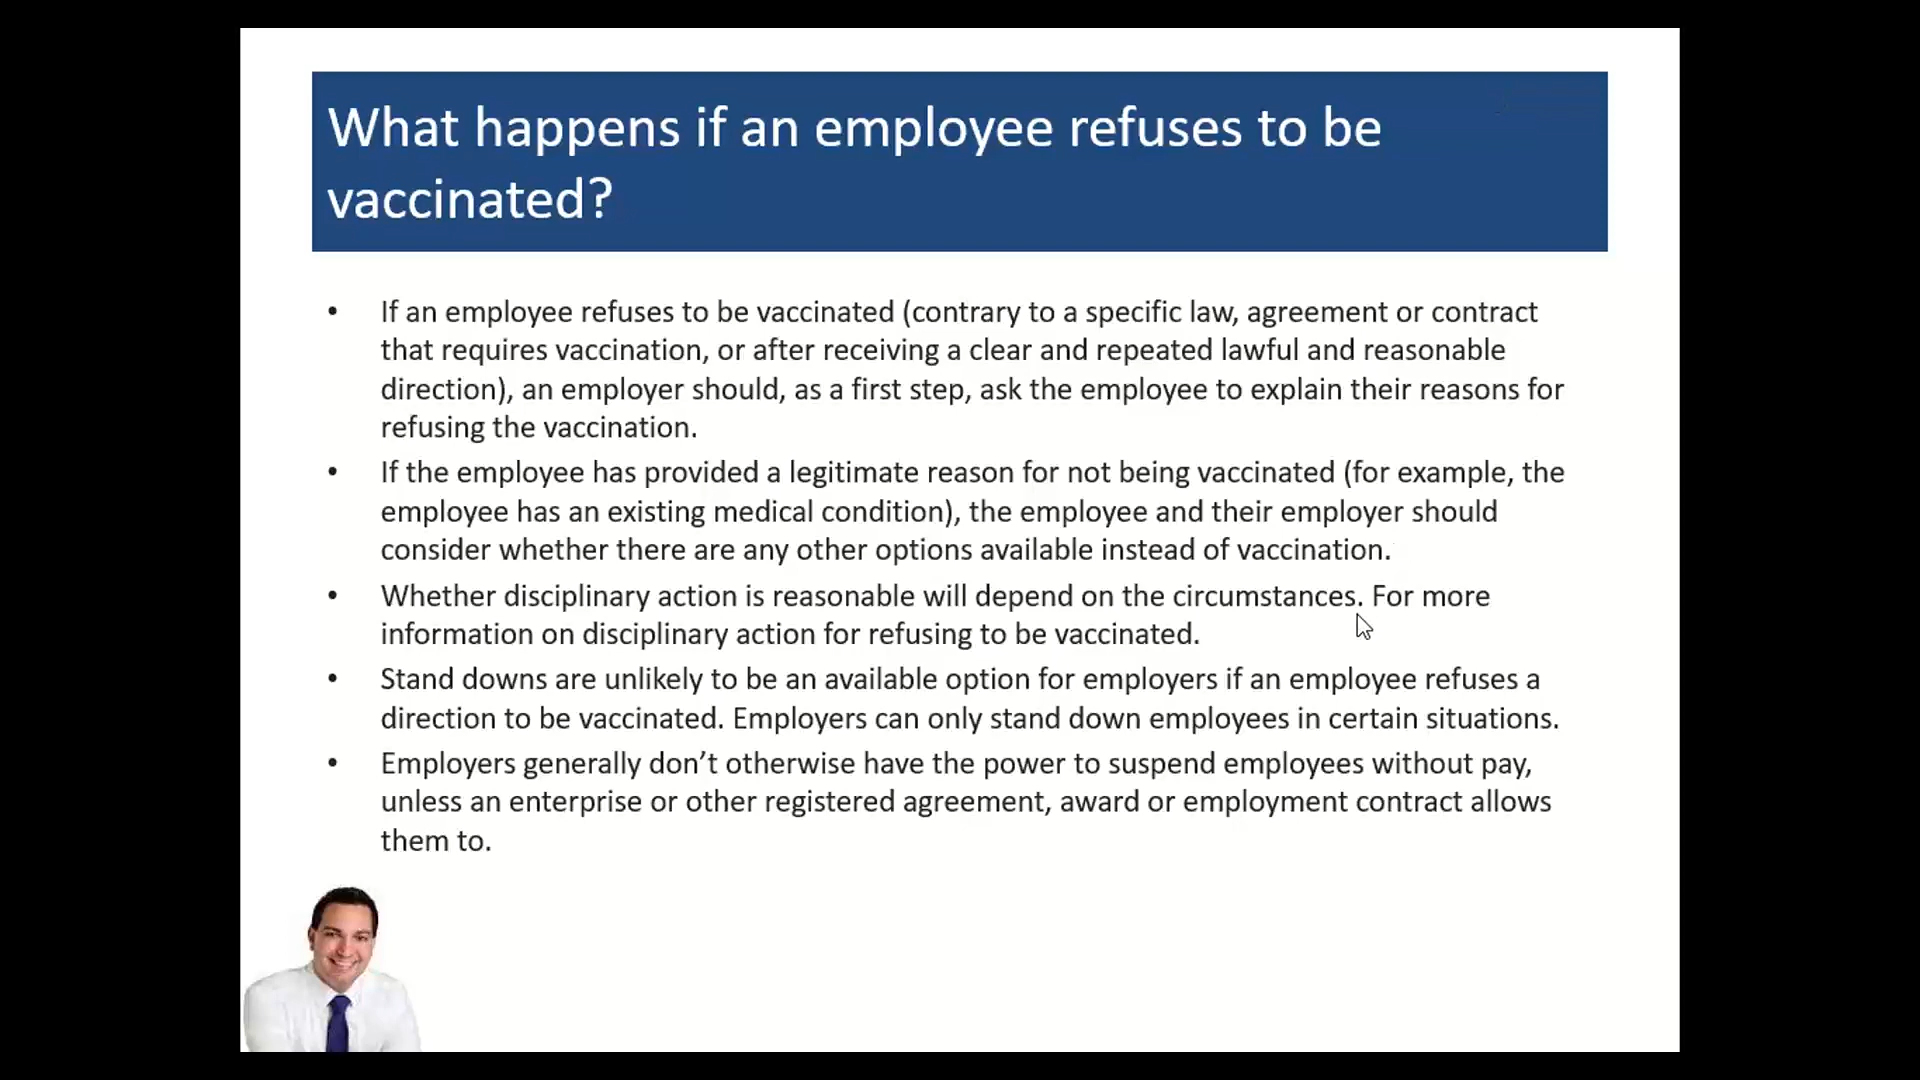 What happens if an employee refuses to be
vaccinated?
• If an employee refuses to be vaccinated (contrary to a specific law, agreement or contract
that requires vaccination, or after receiving a clear and repeated lawful and reasonable
direction), an employer should, as a first step, ask the employee to explain their reasons for
refusing the vaccination.
• If the employee has provided a legitimate reason for not being vaccinated (for example, the
employee has an existing medical condition), the employee and their employer should
consider whether there are any other options available instead of vaccination.
• Whether disciplinary action is reasonable will depend on the circumstances. For more
information on disciplinary action for refusing to be vaccinated.
• Stand downs are unlikely to be an available option for employers if an employee refuses a
direction to be vaccinated. Employers can only stand down employees in certain situations.
• Employers generally don’t otherwise have the power to suspend employees without pay,
unless an enterprise or other registered agreement, award or employment contract allows
them to.